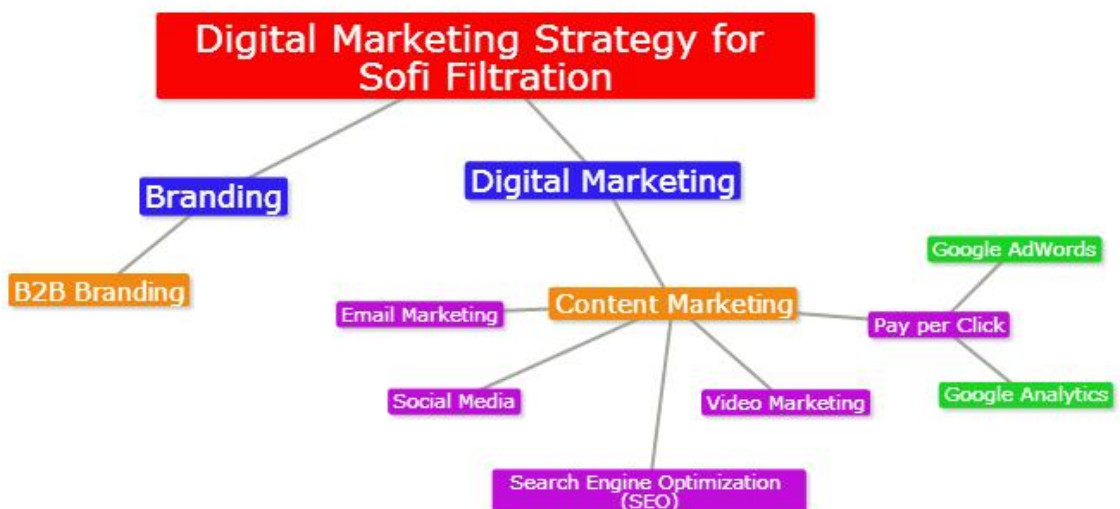 Digital Marketing Strategy for
Sofi Filtration
Branding
Digital Marketing
B2B Branding
Content Marketing
Email Marketing
Social Media
Search Engine Optimization
(SEO)
Video Marketing
Pay per Click
Google AdWords
Google Analytics